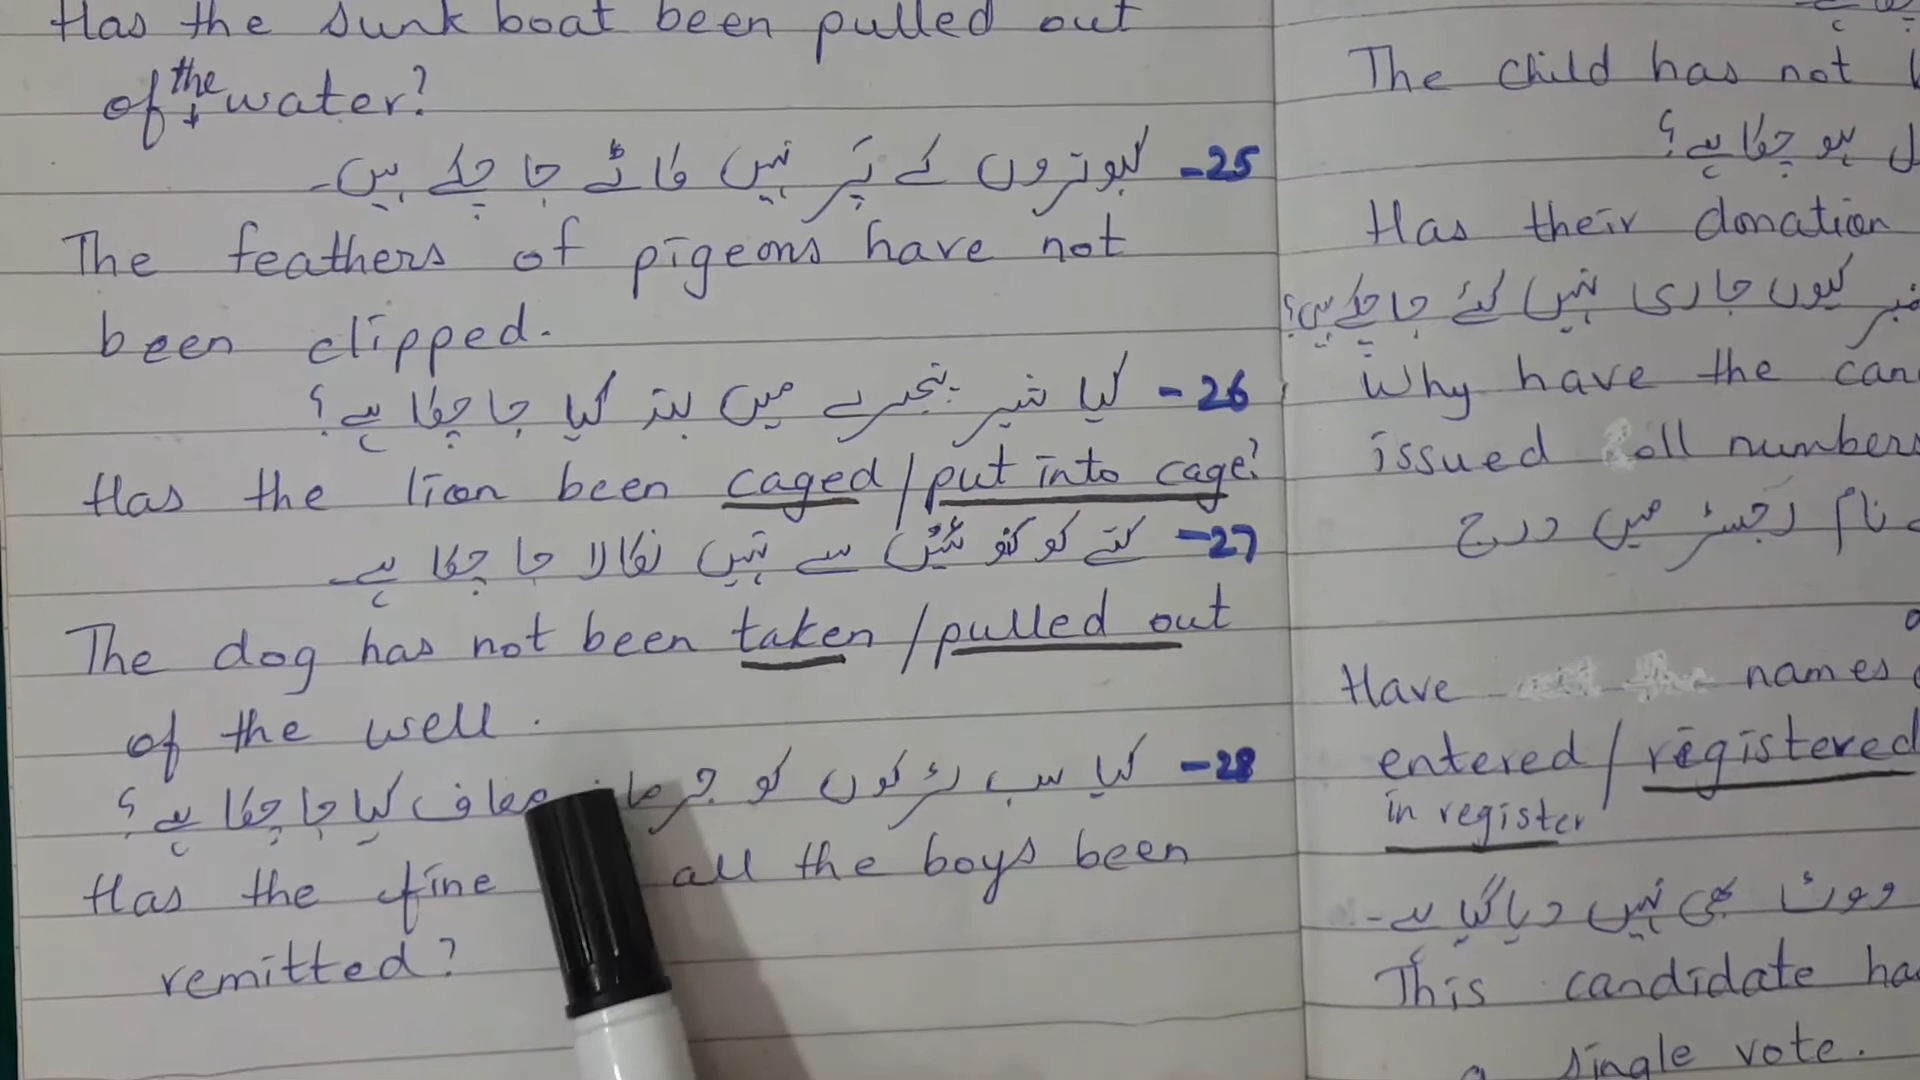 Has the sunk boat been pulled out
of the water?
25- کبوتروں کے پَر نہیں کاٹے جا چکے ہیں۔
The feathers of pigeons have not
been clipped.
26- کیا شیر پنجرے میں بند کیا جا چکا ہے؟
Has the lion been caged / put into cage?
27- کتے کو کنوئیں سے نہیں نکالا جا چکا ہے۔
The dog has not been taken / pulled out
of the well.
28- کیا سب لڑکوں کو جرمانہ معاف کیا جا چکا ہے؟
Has the fine all the boys been
remitted?
The child has not
ہو چکا ہے؟
Has their donation
کیوں جاری نہیں کئے جا چکے ہیں؟
Why have the can
issued roll numbers
نام رجسٹر میں درج
Have names
entered / registered
in register
ووٹ بھی نہیں دیا گیا ہے۔
This candidate ha
a single vote.